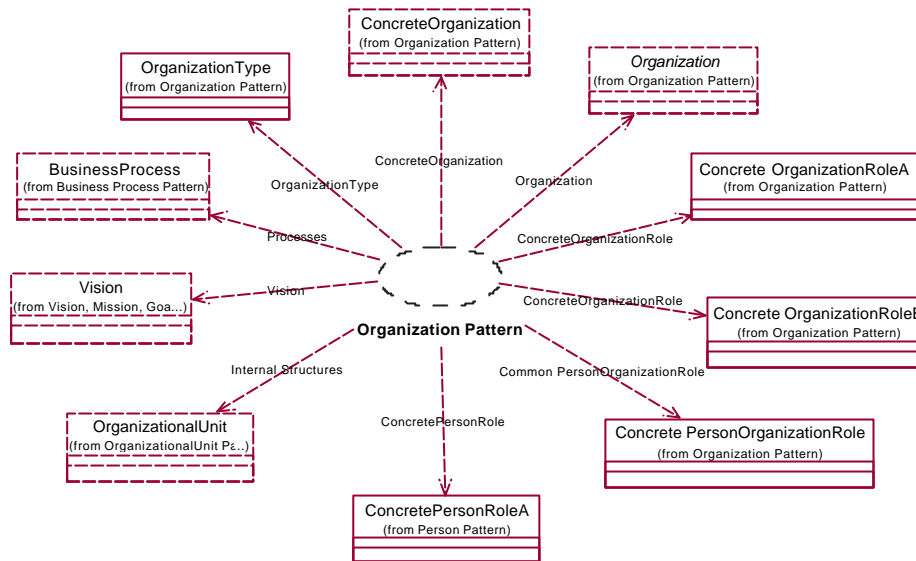 ConcreteOrganization
(from Organization Pattern)
OrganizationType
(from Organization Pattern)
Organization
(from Organization Pattern)
BusinessProcess
(from Business Process Pattern)
Concrete OrganizationRoleA
(from Organization Pattern)
ConcreteOrganization
OrganizationType
Organization
Processes
ConcreteOrganizationRole
Vision
(from Vision, Mission, Goa...)
Vision
ConcreteOrganizationRole
Concrete OrganizationRoleB
(from Organization Pattern)
Organization Pattern
Internal Structures
Common PersonOrganizationRole
ConcretePersonRole
OrganizationalUnit
(from OrganizationalUnit Pa...)
Concrete PersonOrganizationRole
(from Organization Pattern)
ConcretePersonRoleA
(from Person Pattern)